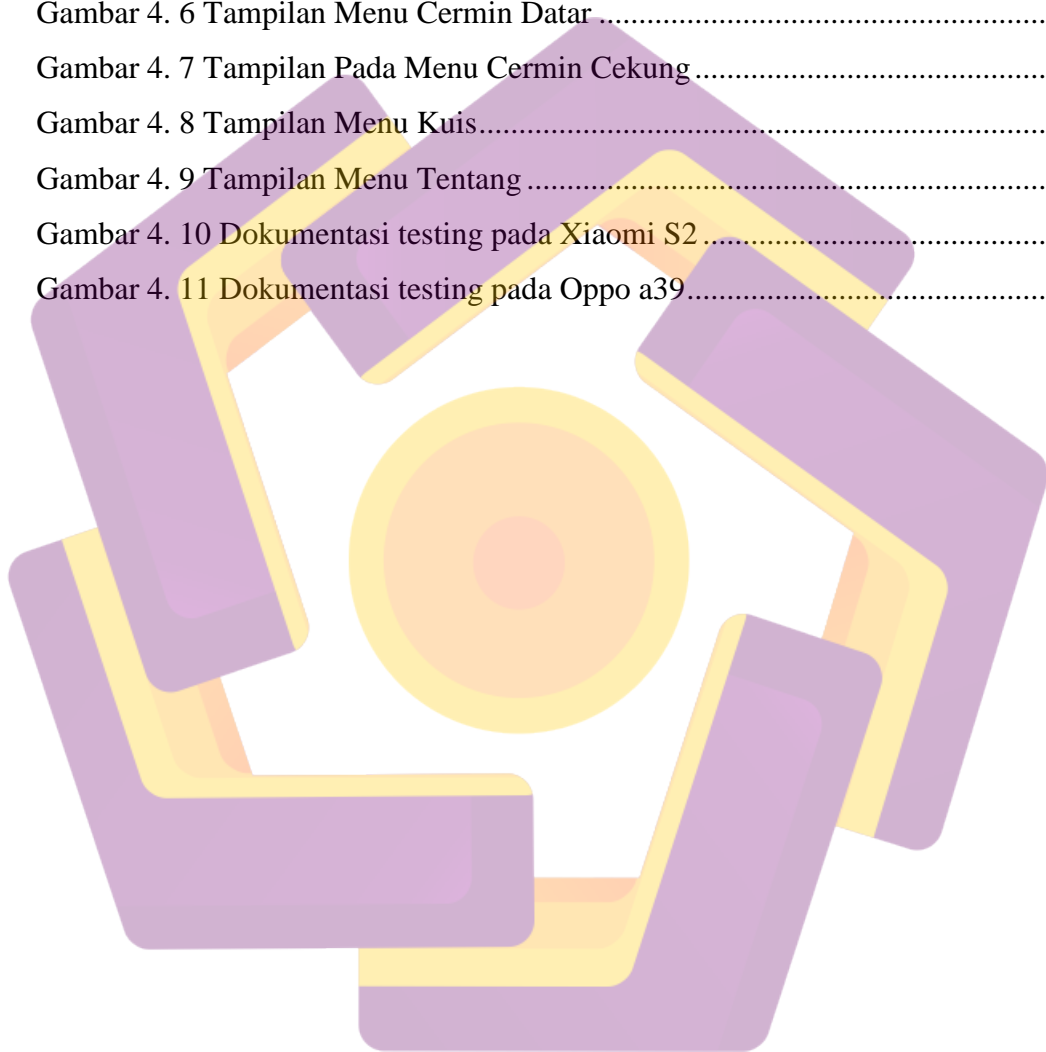 Gambar 4. 6 Tampilan Menu Cermin Datar ........................................................
Gambar 4. 7 Tampilan Pada Menu Cermin Cekung ............................................
Gambar 4. 8 Tampilan Menu Kuis.......................................................................
Gambar 4. 9 Tampilan Menu Tentang .................................................................
Gambar 4. 10 Dokumentasi testing pada Xiaomi S2 ...........................................
Gambar 4. 11 Dokumentasi testing pada Oppo a39.............................................